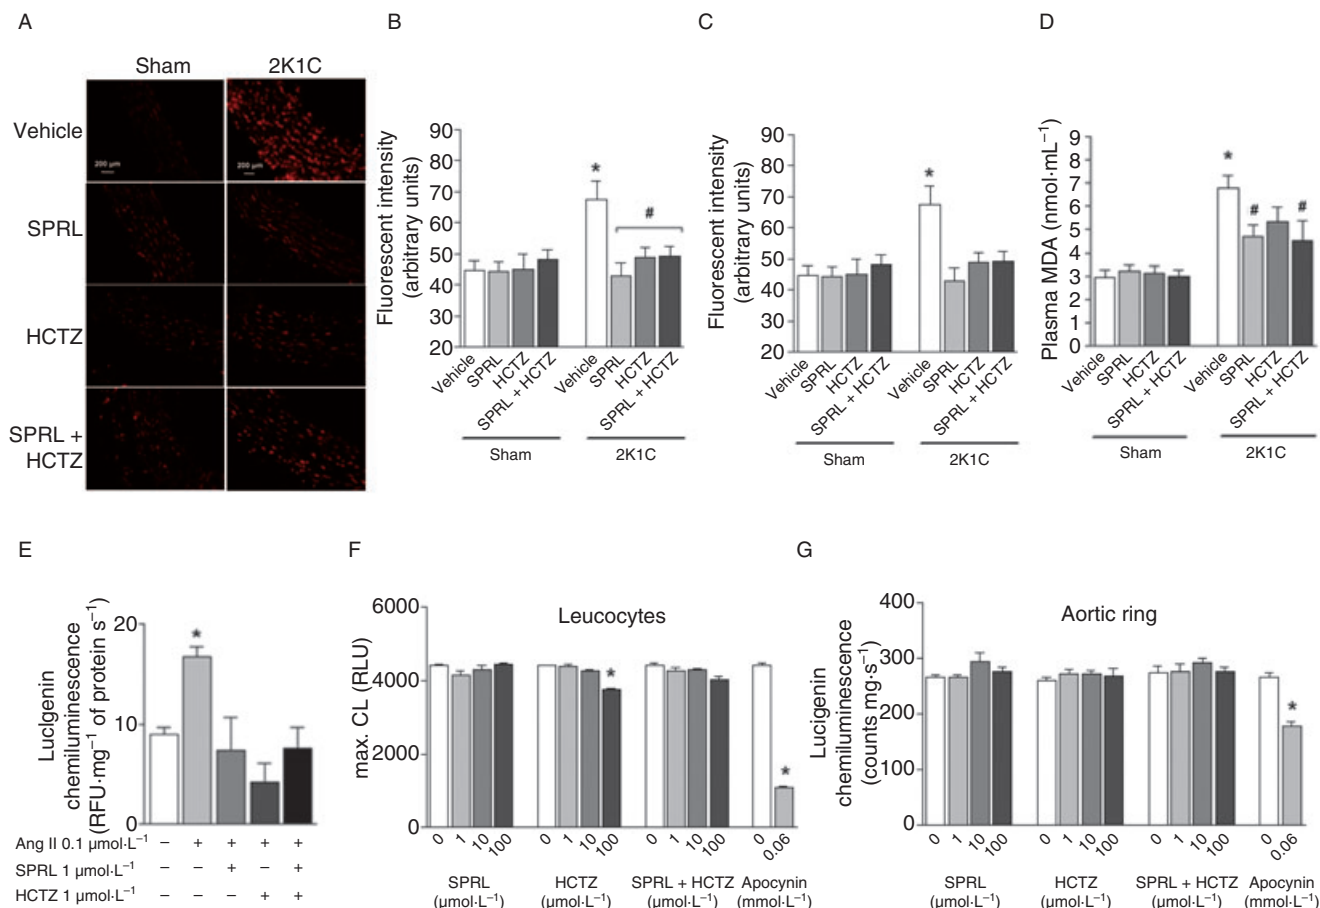 A
Sham 2K1C
Vehicle
200 µm 200 µm
SPRL
HCTZ
SPRL +
HCTZ
B
Fluorescent intensity
(arbitrary units)
90
80
70
60
50
40
30
20
*
#
Vehicle SPRL HCTZ SPRL + HCTZ Vehicle SPRL HCTZ SPRL + HCTZ
Sham 2K1C
C
Fluorescent intensity
(arbitrary units)
90
80
70
60
50
40
30
20
*
Vehicle SPRL HCTZ SPRL + HCTZ Vehicle SPRL HCTZ SPRL + HCTZ
Sham 2K1C
D
Plasma MDA (nmol·mL⁻¹)
9
8
7
6
5
4
3
2
1
0
*
# #
Vehicle SPRL HCTZ SPRL + HCTZ Vehicle SPRL HCTZ SPRL + HCTZ
Sham 2K1C
E
Lucigenin
chemiluminescence
(RFU·mg⁻¹ of protein s⁻¹)
20
10
0
*
Ang II 0.1 µmol·L⁻¹ – + + + +
SPRL 1 µmol·L⁻¹ – – + – +
HCTZ 1 µmol·L⁻¹ – – – + +
F
Leucocytes
max. CL (RLU)
6000
4000
2000
0
*
*
0 1 10 100 0 1 10 100 0 1 10 100 0 0.06
SPRL HCTZ SPRL + HCTZ Apocynin
(µmol·L⁻¹) (µmol·L⁻¹) (µmol·L⁻¹) (mmol·L⁻¹)
G
Aortic ring
Lucigenin
chemiluminescence
(counts mg·s⁻¹)
400
300
200
100
0
*
0 1 10 100 0 1 10 100 0 1 10 100 0 0.06
SPRL HCTZ SPRL + HCTZ Apocynin
(µmol·L⁻¹) (µmol·L⁻¹) (µmol·L⁻¹) (mmol·L⁻¹)